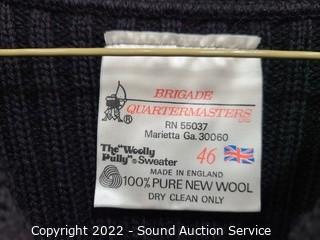 BRIGADE
QUARTERMASTERS
RN 55037
Marietta Ga. 30060
The "Woolly
Pully"® Sweater
46
MADE IN ENGLAND
100% PURE NEW WOOL
DRY CLEAN ONLY
Copyright © 2022 - Sound Auction Service